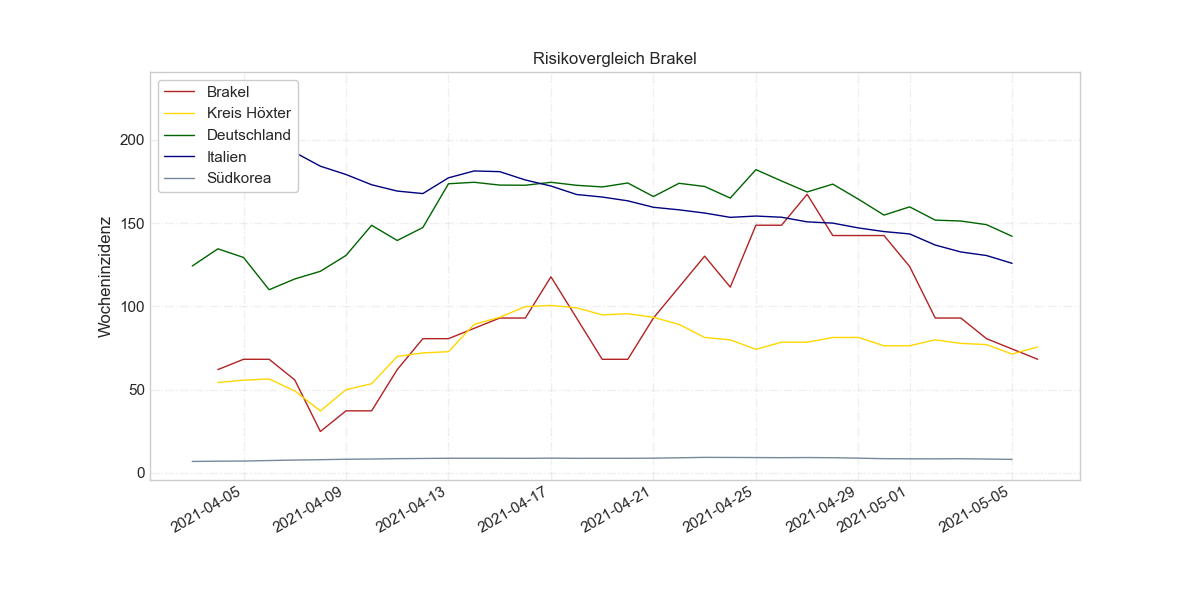 Risikovergleich Brakel
Brakel
Kreis Höxter
Deutschland
Italien
Südkorea
Wocheninzidenz
200
150
100
50
0
2021-04-05
2021-04-09
2021-04-13
2021-04-17
2021-04-21
2021-04-25
2021-04-29
2021-05-01
2021-05-05